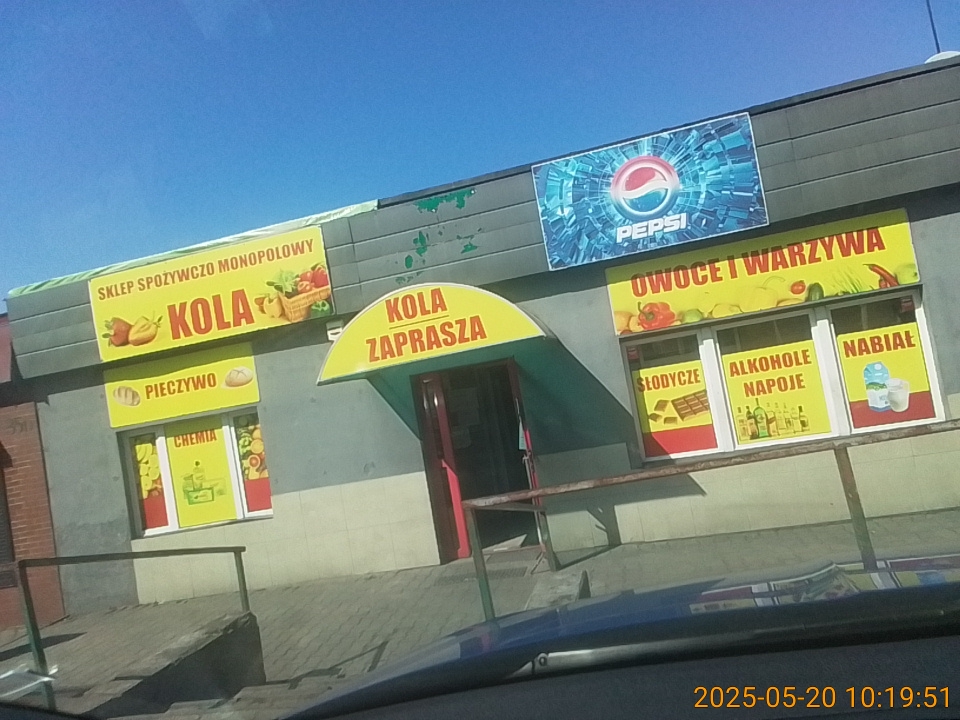 SKLEP SPOŻYWCZO MONOPOLOWY
KOLA
PIECZYWO
CHEMIA
KOLA
ZAPRASZA
PEPSI
OWOCE I WARZYWA
SŁODYCZE
ALKOHOLE
NAPOJE
NABIAŁ
2025-05-20 10:19:51